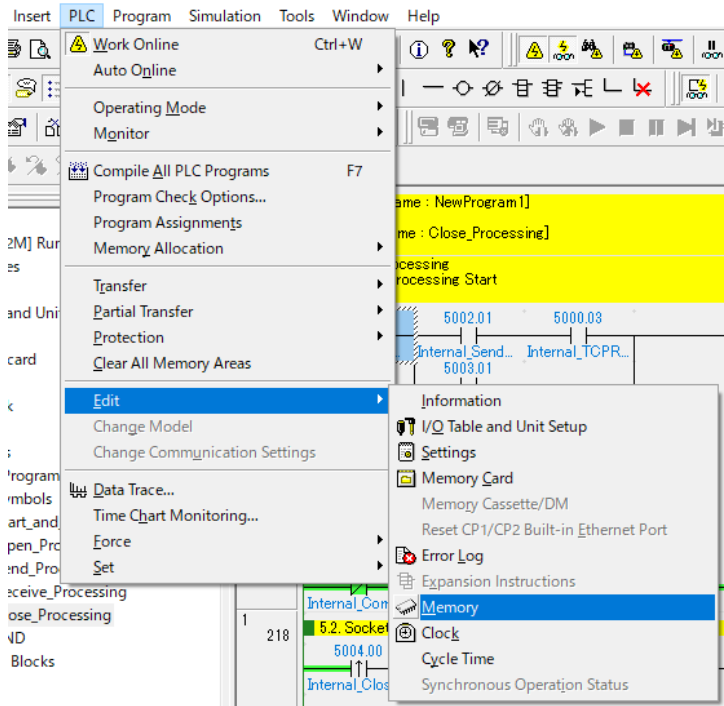 Insert PLC Program Simulation Tools Window Help
Work Online Ctrl+W
Auto Online
Operating Mode
Monitor
Compile All PLC Programs F7
Program Check Options...
Program Assignments
Memory Allocation
Transfer
Partial Transfer
Protection
Clear All Memory Areas
Edit
Change Model
Change Communication Settings
Data Trace...
Time Chart Monitoring...
Force
Set
Information
I/O Table and Unit Setup
Settings
Memory Card
Memory Cassette/DM
Reset CP1/CP2 Built-in Ethernet Port
Error Log
Expansion Instructions
Memory
Clock
Cycle Time
Synchronous Operation Status
ame : NewProgram1]
me : Close_Processing]
ocessing
rocessing Start
5002.01 5000.03
Internal_Send... Internal_TCPR...
5003.01
2M] Rur
es
and Uni
card
Program
ymbols
art_and
pen_Pro
end_Pro
eceive_Processing
ose_Processing
ND
Blocks
Internal_Con
1
218
5.2. Socket
5004.00
Internal_Clos